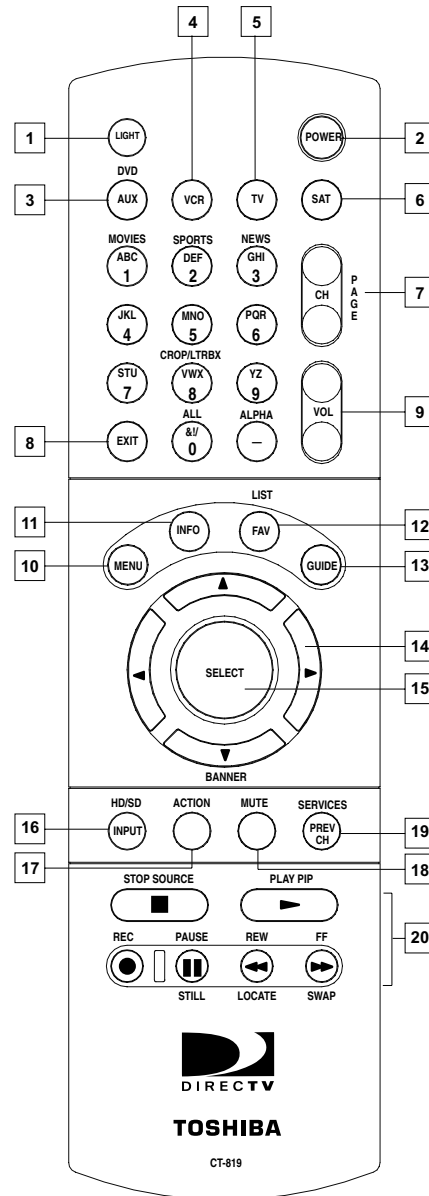 4 5
1 LIGHT POWER 2
DVD
3 AUX VCR TV SAT 6
MOVIES SPORTS NEWS
ABC DEF GHI
1 2 3
CH PAGE 7
JKL MNO PQR
4 5 6
CROP/LTRBX
STU VWX YZ
7 8 9
VOL 9
ALL ALPHA
8 EXIT &!/ –
0
LIST
11 INFO FAV 12
10 MENU GUIDE 13
14
SELECT
15
BANNER
HD/SD ACTION MUTE SERVICES
16 INPUT PREV CH 19
17 18
STOP SOURCE PLAY PIP
20
REC PAUSE REW FF
STILL LOCATE SWAP
DIRECTV
TOSHIBA
CT-819